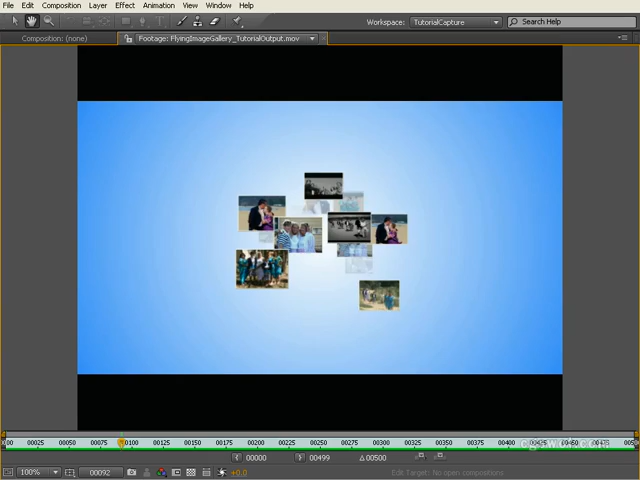 File Edit Composition Layer Effect Animation View Window Help
Workspace: TutorialCapture Search Help
Composition: (none) Footage: FlyingImageGallery_TutorialOutput.mov
00025 00050 00075 00100 00125 00150 00175 00200 00225 00250 00275 00300 00325 00350 00375 00400
00000 00499 Δ00500
100% 00092 +0.0 Edit Target: No open compositions